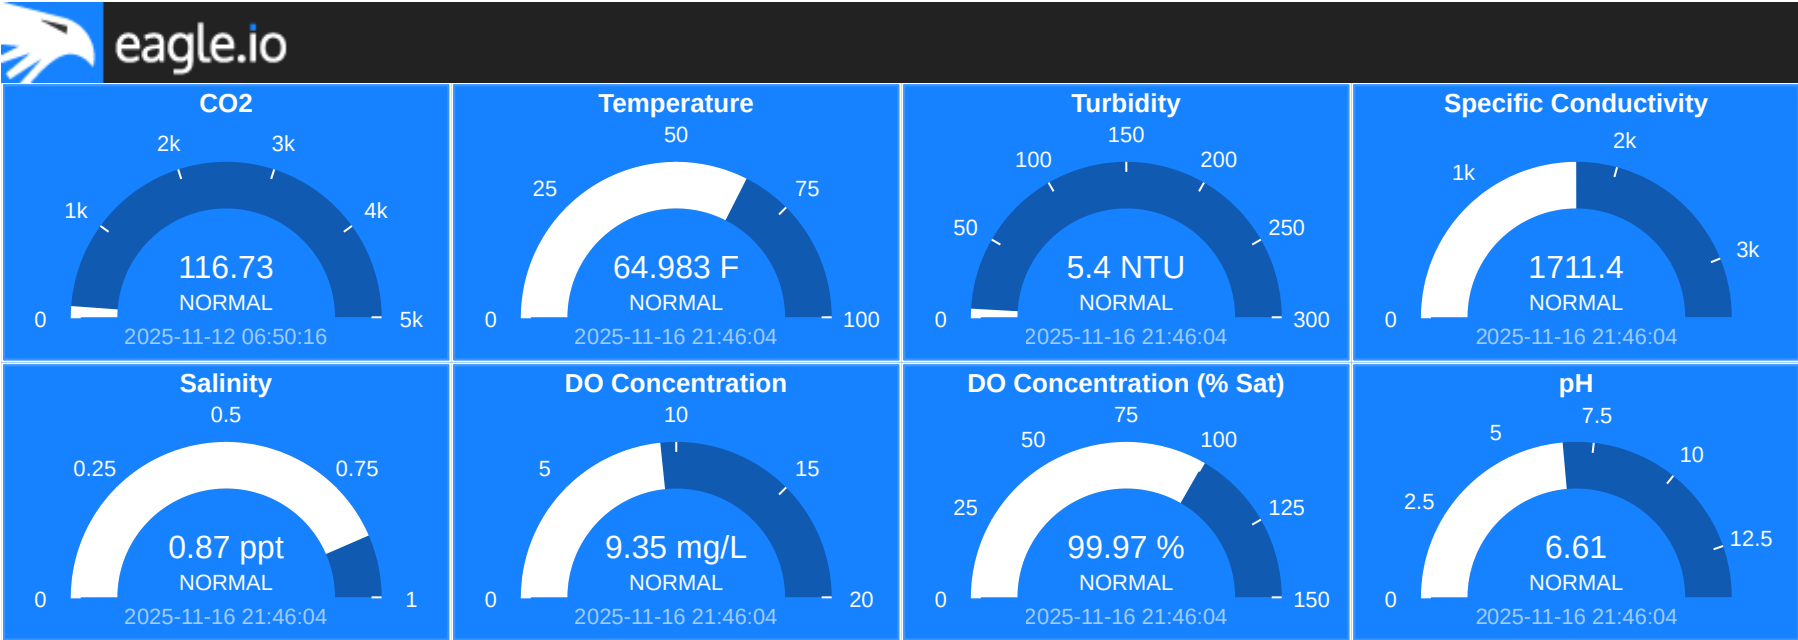 eagle.io
CO2
2k
3k
1k
4k
116.73
NORMAL
0
5k
2025-11-12 06:50:16
Temperature
50
25
75
64.983 F
NORMAL
0
100
2025-11-16 21:46:04
Turbidity
150
100
200
50
250
5.4 NTU
NORMAL
0
300
2025-11-16 21:46:04
Specific Conductivity
2k
1k
3k
1711.4
NORMAL
0
2025-11-16 21:46:04
Salinity
0.5
0.25
0.75
0.87 ppt
NORMAL
0
1
2025-11-16 21:46:04
DO Concentration
10
5
15
9.35 mg/L
NORMAL
0
20
2025-11-16 21:46:04
DO Concentration (% Sat)
75
50
100
25
125
99.97 %
NORMAL
0
150
2025-11-16 21:46:04
pH
7.5
5
10
2.5
12.5
6.61
NORMAL
0
2025-11-16 21:46:04